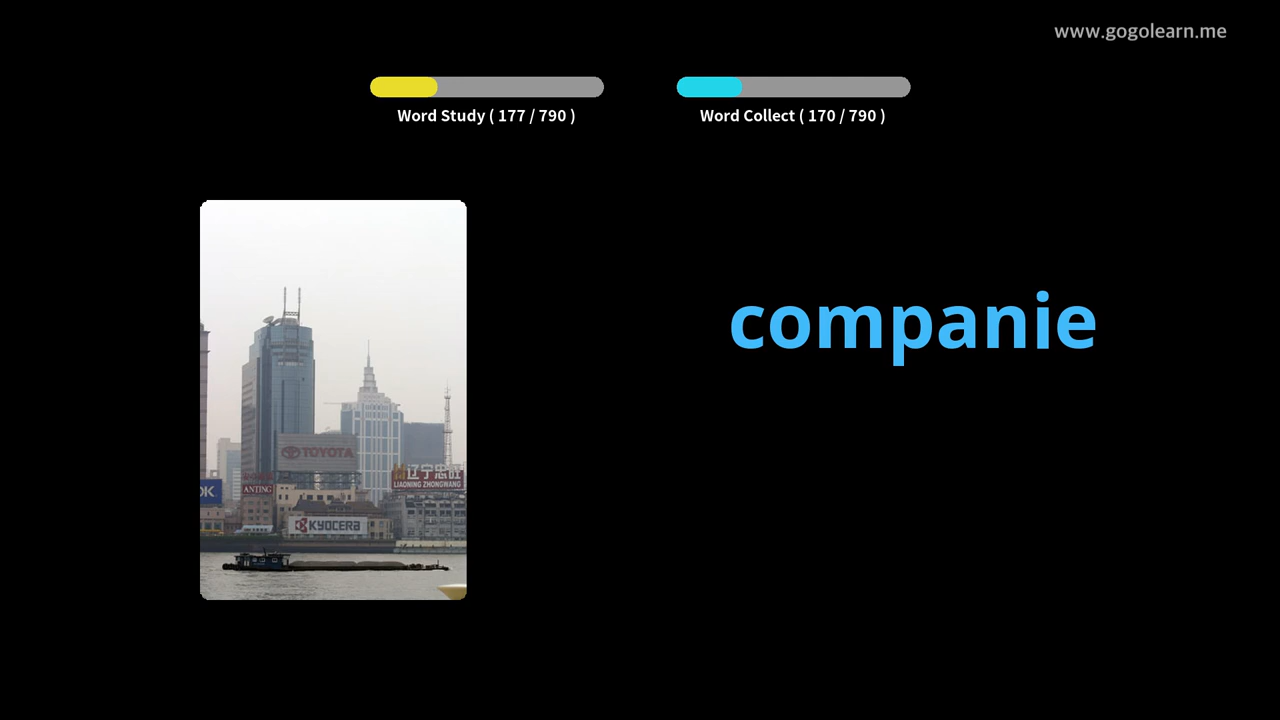 www.gogolearn.me
Word Study ( 177 / 790 )
Word Collect ( 170 / 790 )
companie
TOYOTA
辽宁忠旺
LIAONING ZHONGWANG
OK
ANTING
KYOCERA